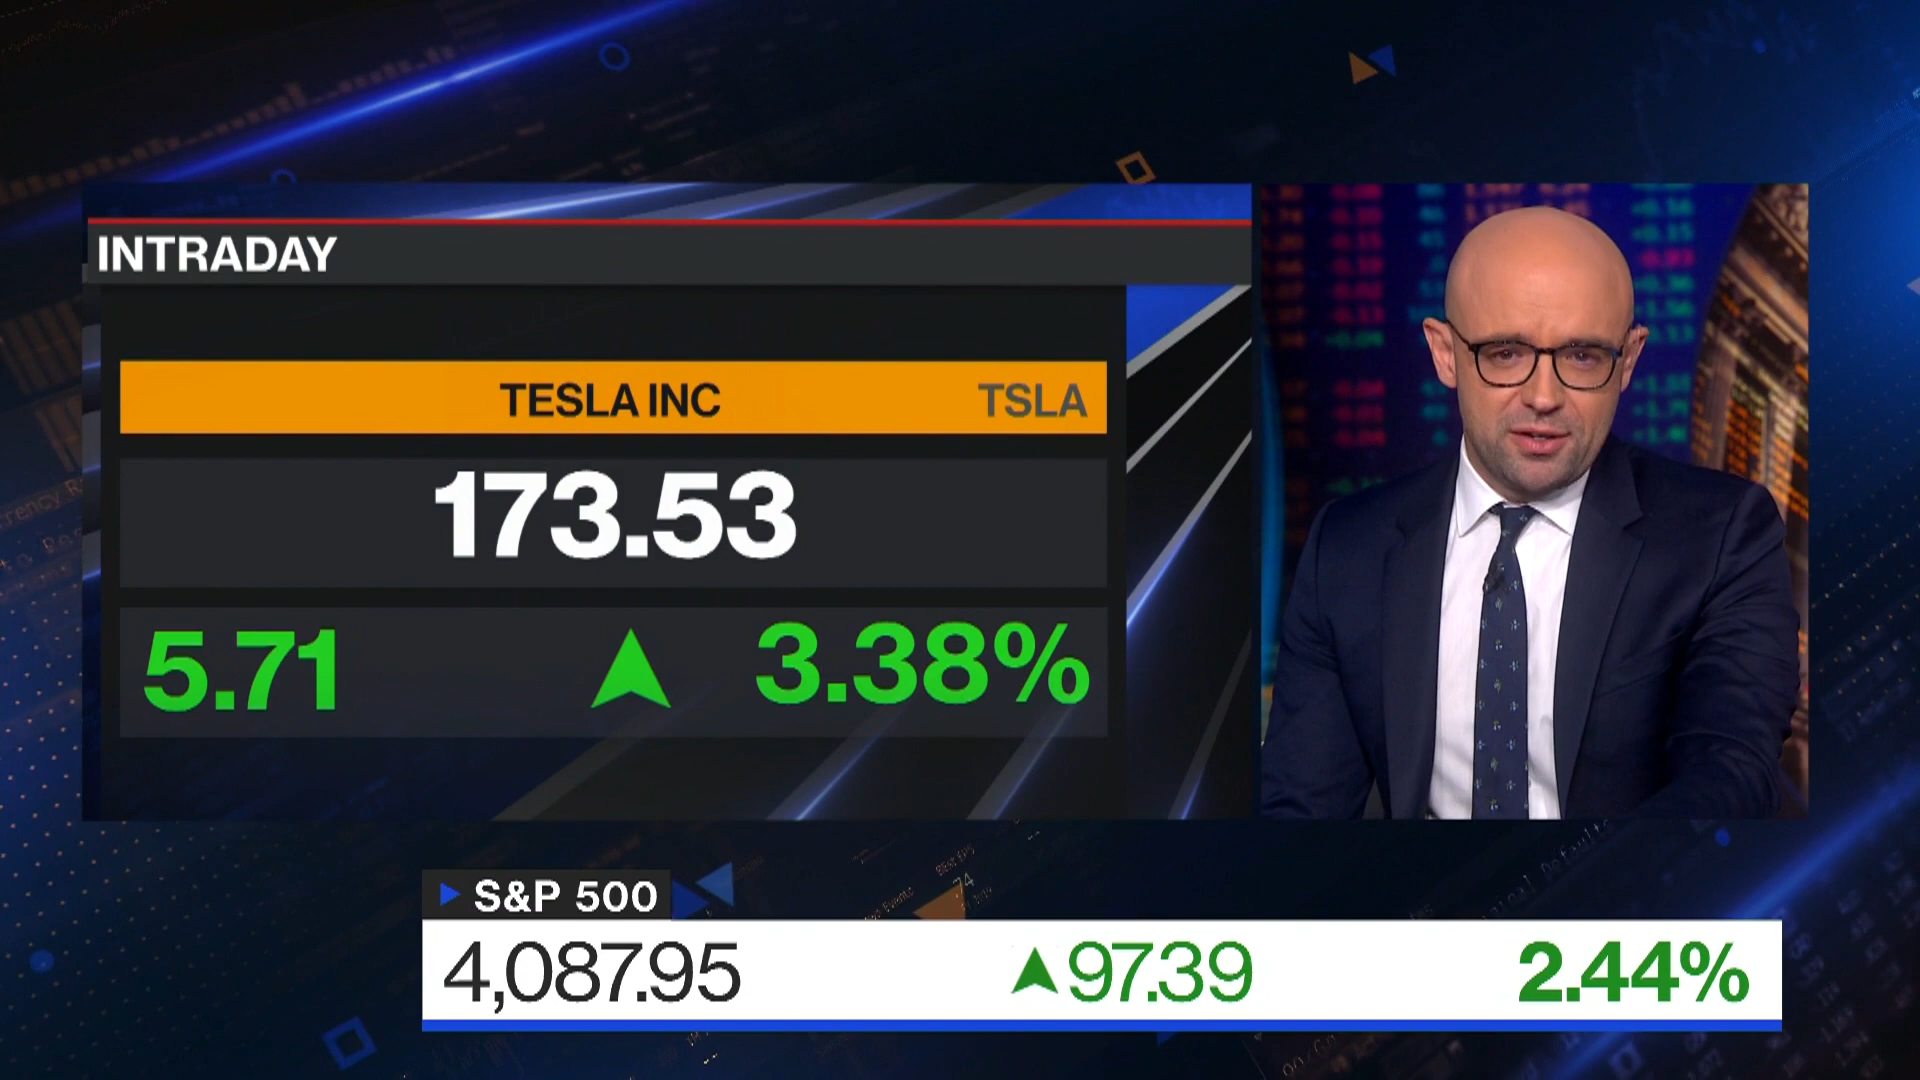 INTRADAY
TESLA INC TSLA
173.53
5.71 3.38%
S&P 500
4,087.95 97.39 2.44%